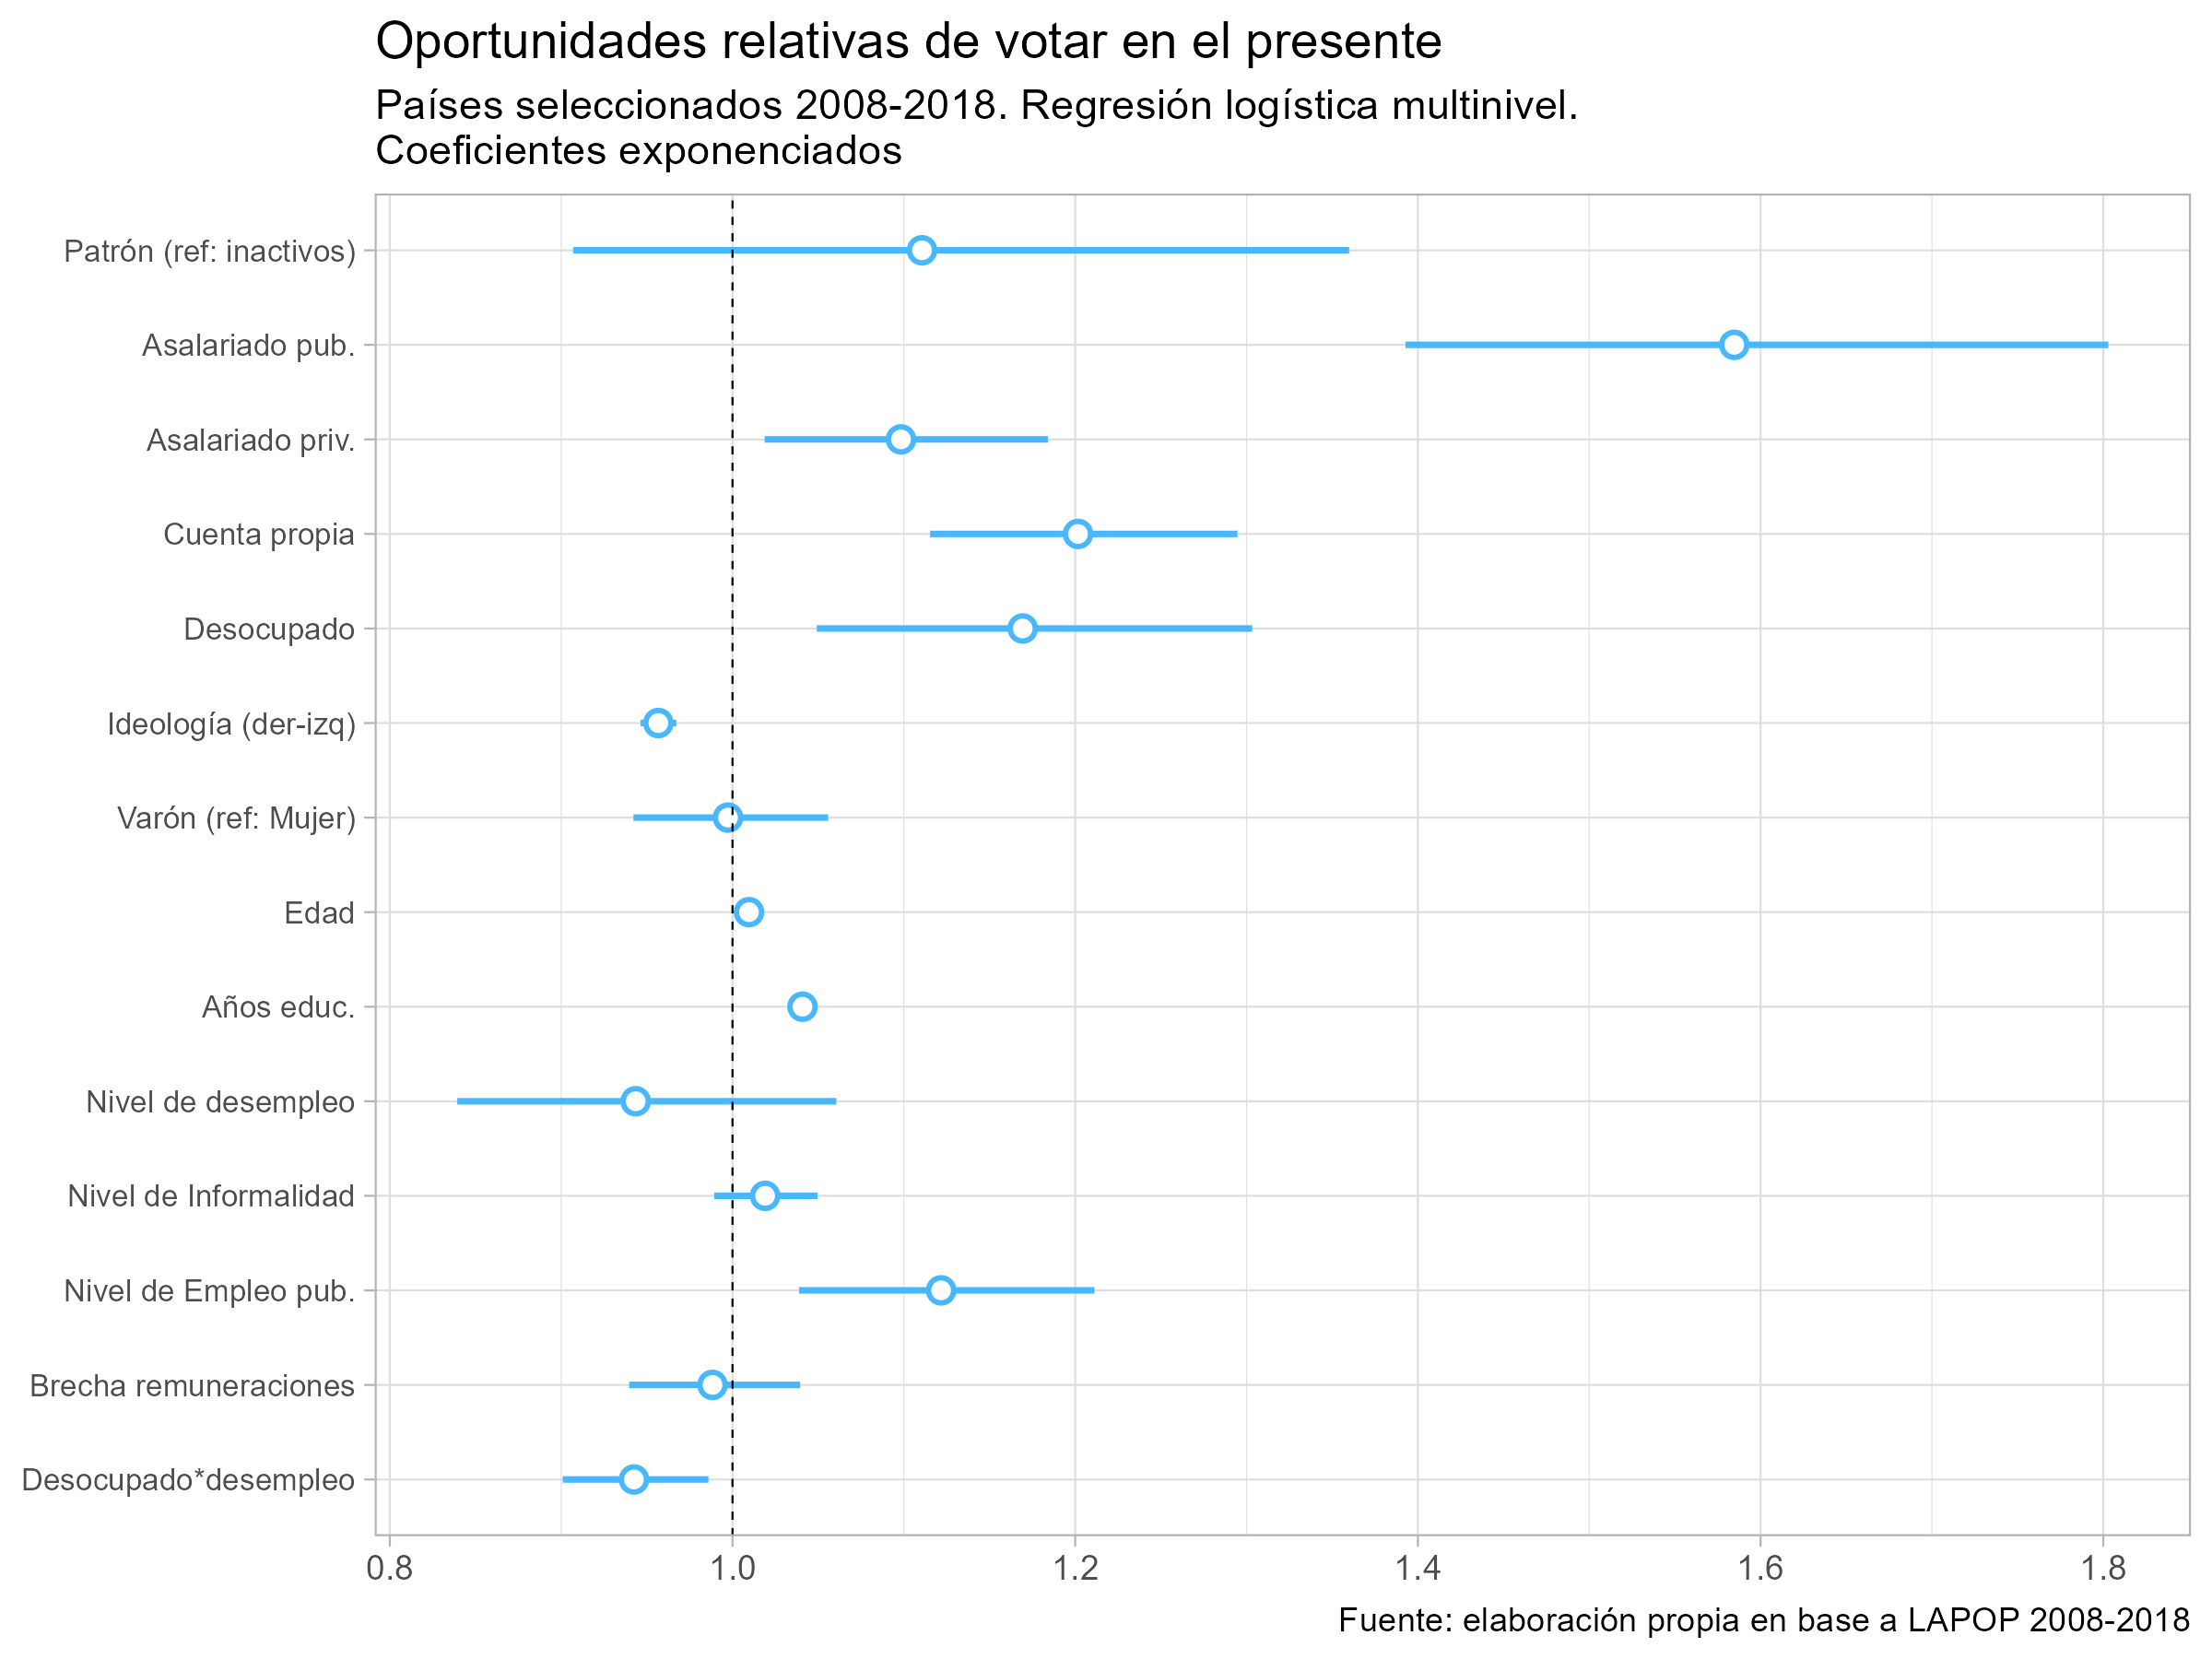 Oportunidades relativas de votar en el presente
Países seleccionados 2008-2018. Regresión logística multinivel.
Coeficientes exponenciados
Patrón (ref: inactivos)
Asalariado pub.
Asalariado priv.
Cuenta propia
Desocupado
Ideología (der-izq)
Varón (ref: Mujer)
Edad
Años educ.
Nivel de desempleo
Nivel de Informalidad
Nivel de Empleo pub.
Brecha remuneraciones
Desocupado*desempleo
0.8 1.0 1.2 1.4 1.6 1.8
Fuente: elaboración propia en base a LAPOP 2008-2018